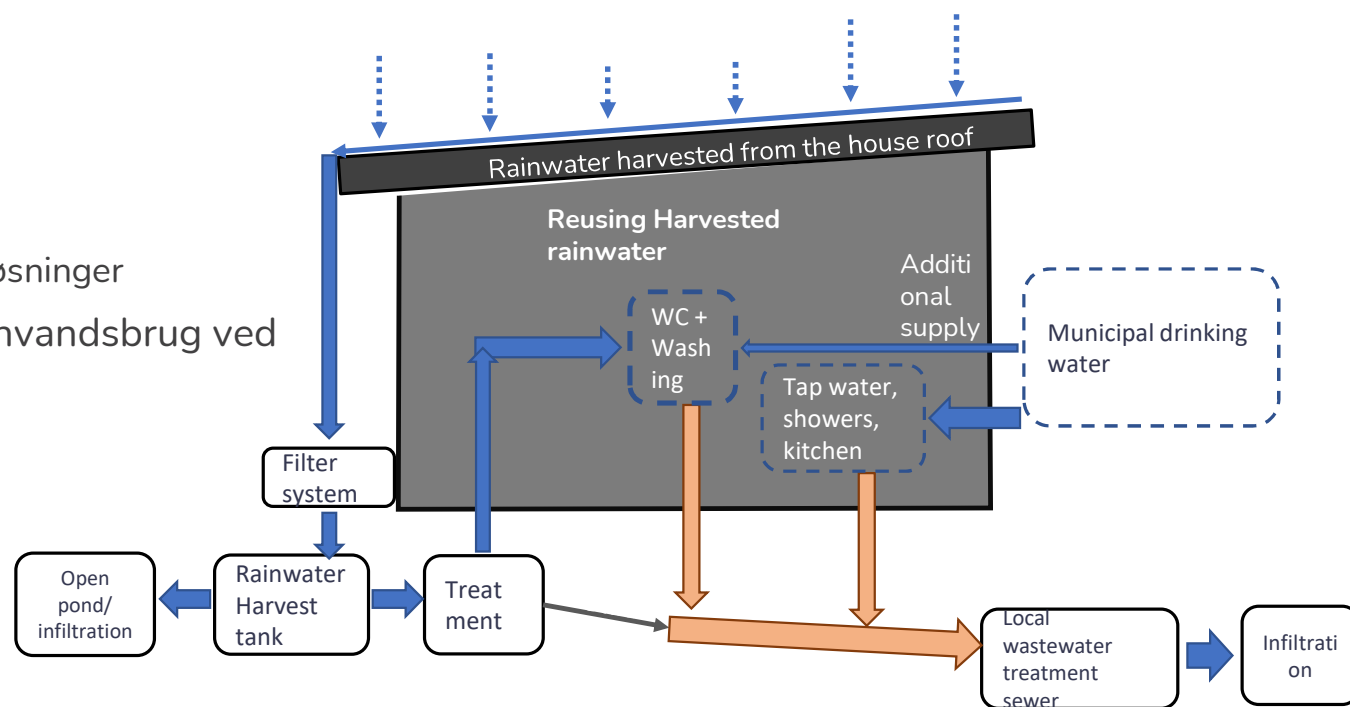 Rainwater harvested from the house roof
Reusing Harvested
rainwater
øsninger
nvandsbrug ved
Additi
onal
supply
WC +
Wash
ing
Municipal drinking
water
Tap water,
showers,
kitchen
Filter
system
Open
pond/
infiltration
Rainwater
Harvest
tank
Treat
ment
Local
wastewater
treatment
sewer
Infiltrati
on